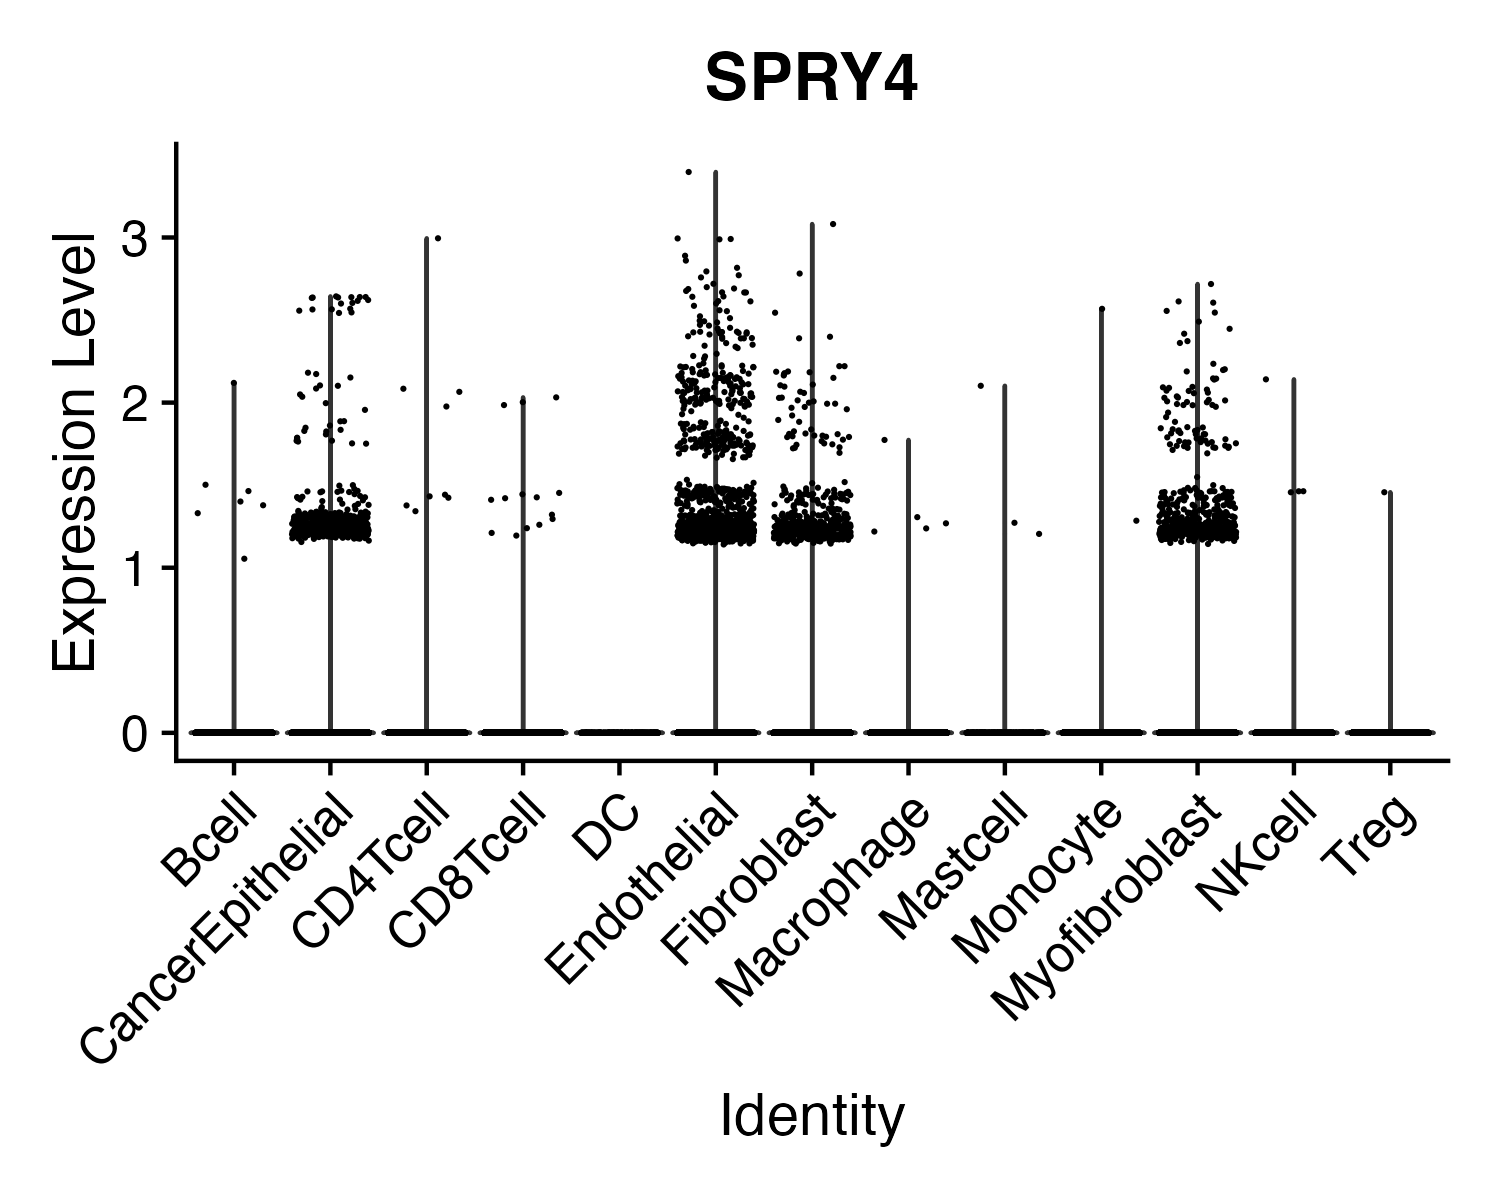 SPRY4
Expression Level
3
2
1
0
Bcell
CancerEpithelial
CD4Tcell
CD8Tcell
DC
Endothelial
Fibroblast
Macrophage
Mastcell
Monocyte
Myofibroblast
NKcell
Treg
Identity